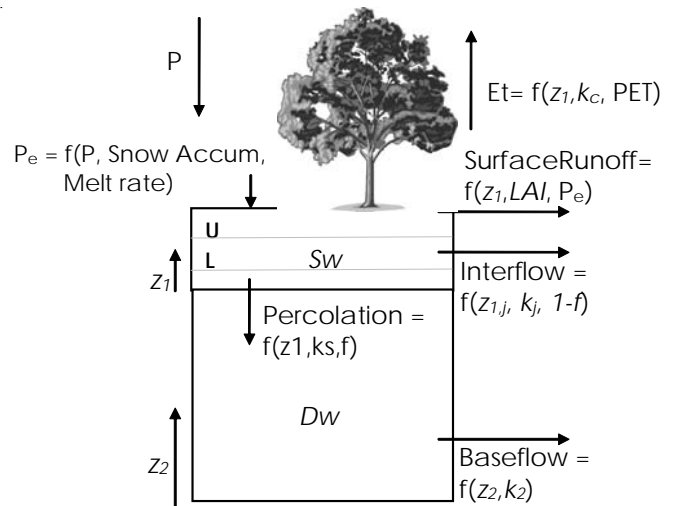 P
Et= f(z₁,k꜀, PET)
Pₑ = f(P, Snow Accum,
Melt rate)
SurfaceRunoff=
f(z₁,LAI, Pₑ)
U
L
Sw
z₁
Interflow =
f(z₁,ⱼ, kⱼ, 1-f)
Percolation =
f(z1,ks,f)
Dw
z₂
Baseflow =
f(z₂,k₂)